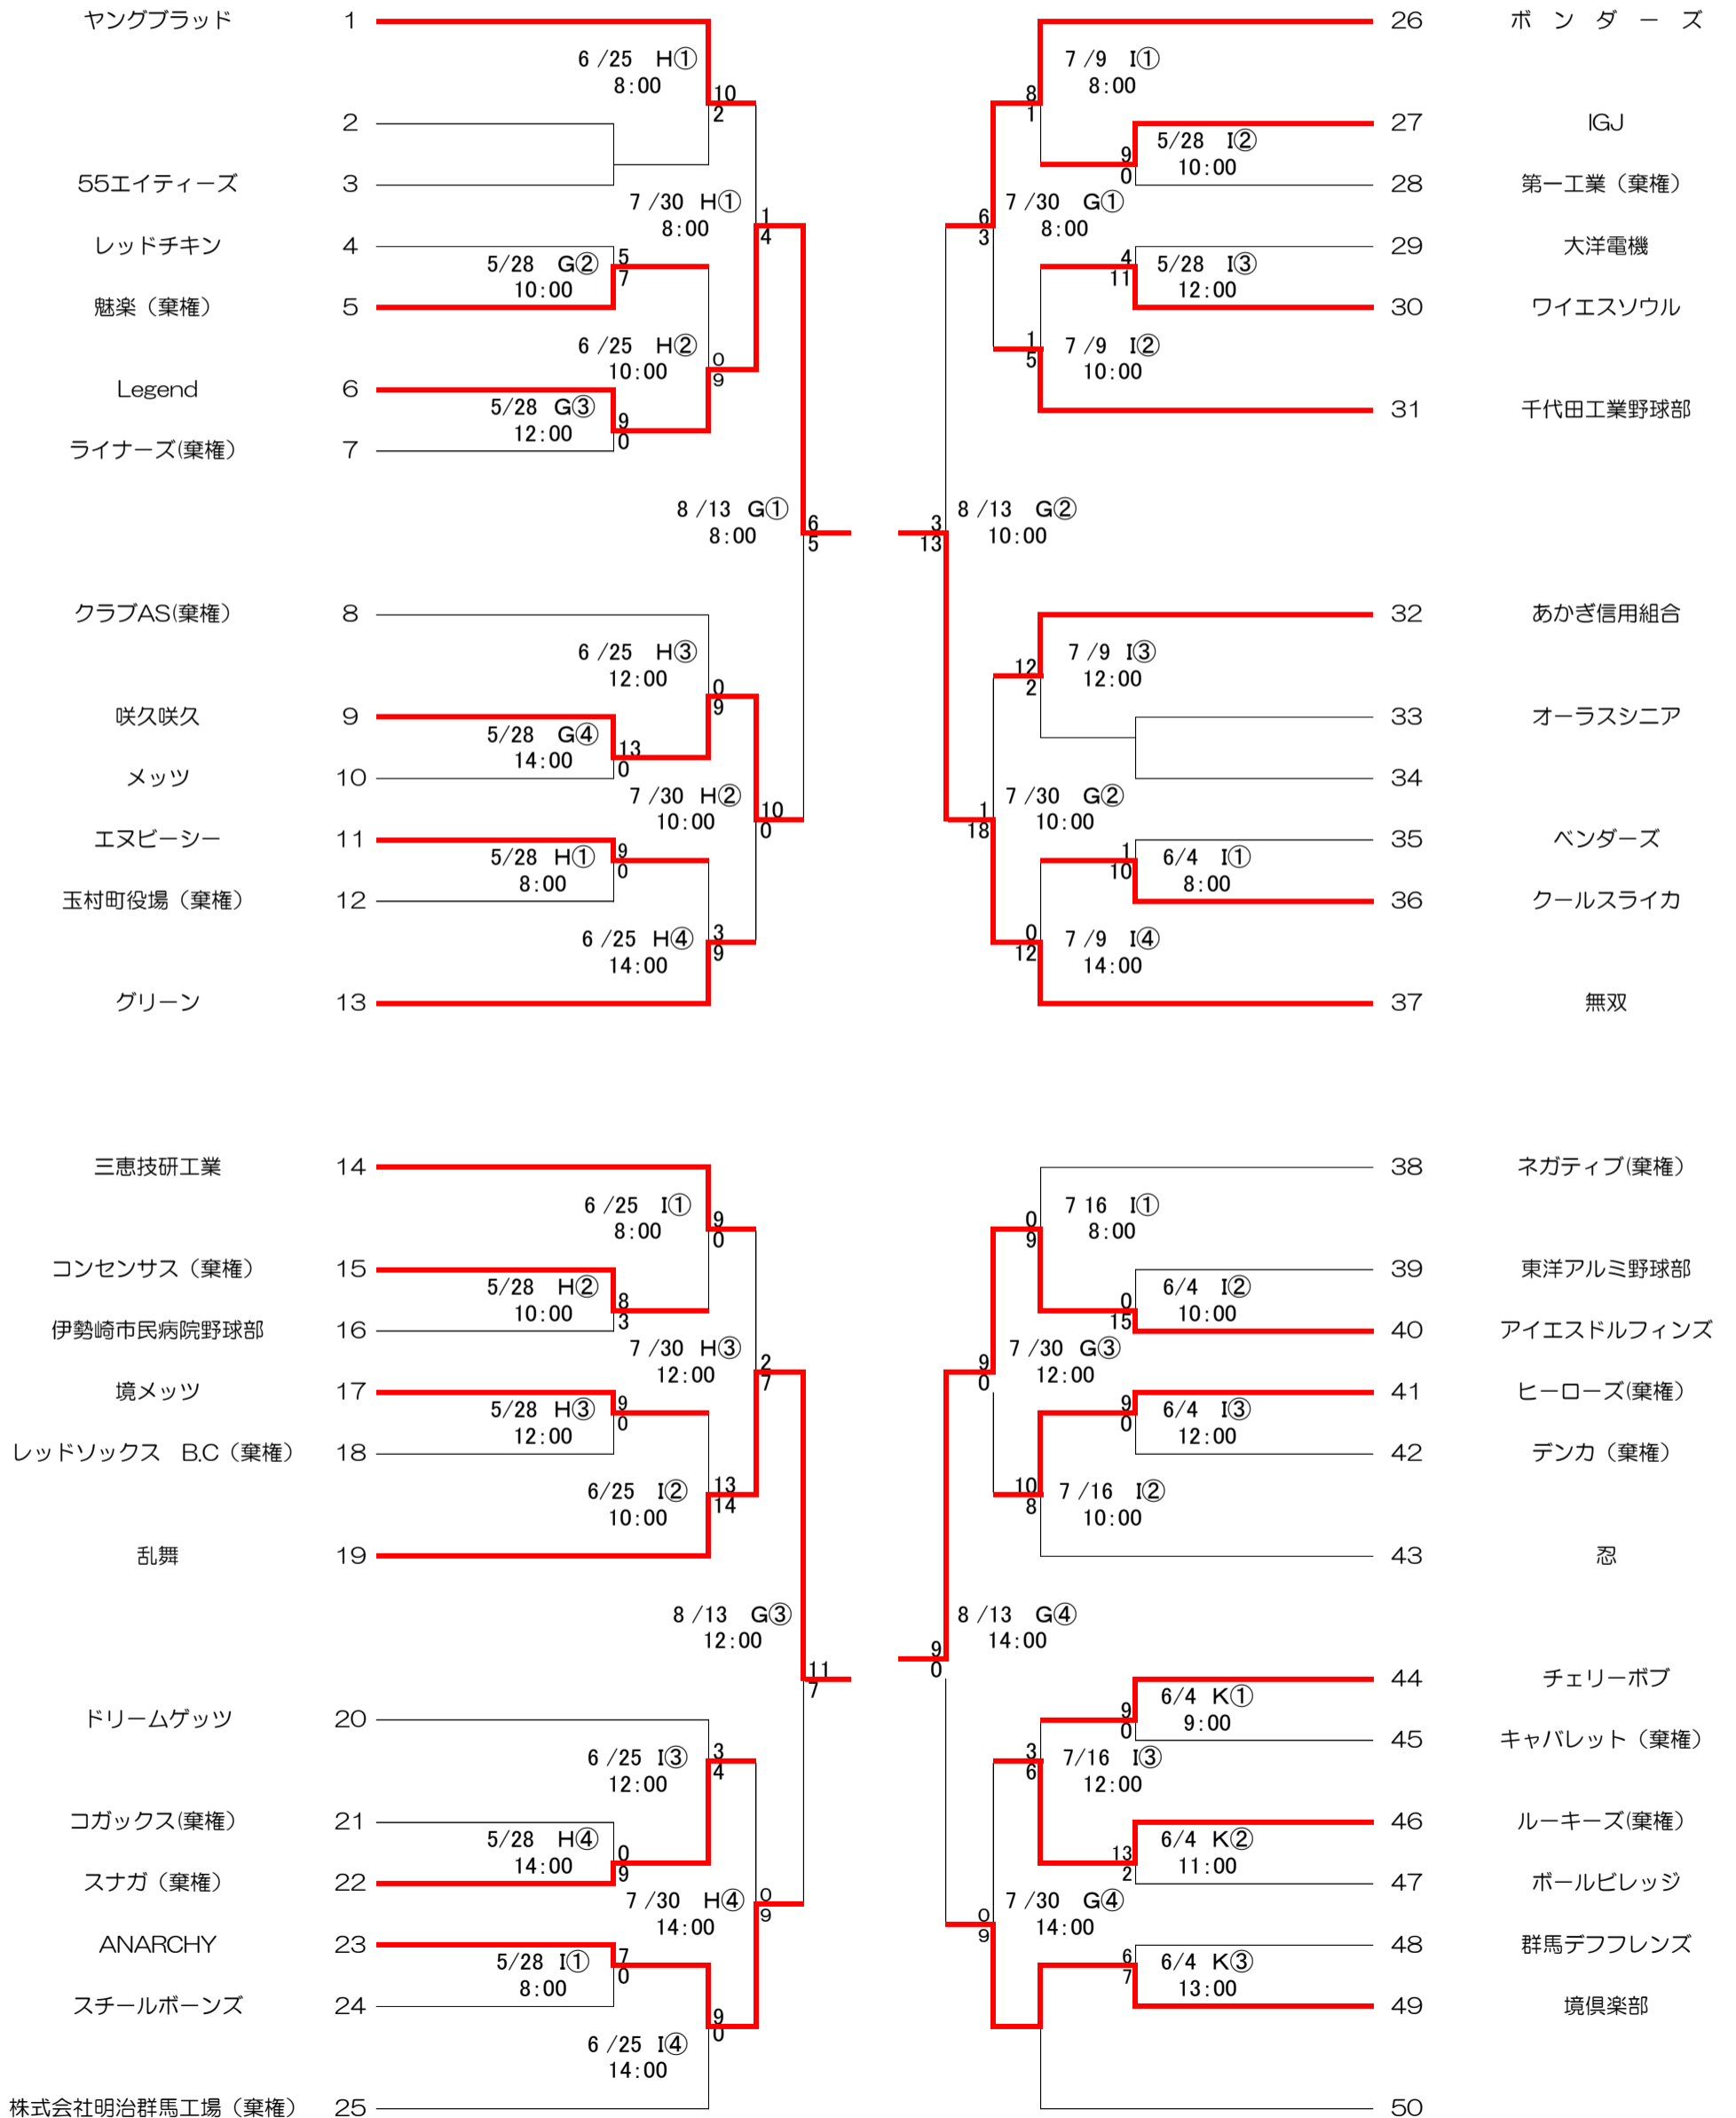 ヤングブラッド 1
6 /25 H①
8:00
10
2
2
55エイティーズ 3
7 /30 H①
8:00
1
4
レッドチキン 4
5/28 G②
10:00
5
7
魅楽（棄権） 5
6 /25 H②
10:00
0
9
Legend 6
5/28 G③
12:00
9
0
ライナーズ(棄権） 7
8 /13 G①
8:00
6
5
クラブAS(棄権） 8
6 /25 H③
12:00
0
9
咲久咲久 9
5/28 G④
14:00
13
0
メッツ 10
7 /30 H②
10:00
10
0
エヌビーシー 11
5/28 H①
8:00
9
0
玉村町役場（棄権） 12
6 /25 H④
14:00
3
9
グリーン 13
三恵技研工業 14
6 /25 I①
8:00
9
0
コンセンサス（棄権） 15
5/28 H②
10:00
8
3
伊勢崎市民病院野球部 16
7 /30 H③
12:00
2
7
境メッツ 17
5/28 H③
12:00
9
0
レッドソックス B.C（棄権） 18
6/25 I②
10:00
13
14
乱舞 19
8 /13 G③
12:00
11
7
ドリームゲッツ 20
6 /25 I③
12:00
3
4
コガックス(棄権） 21
5/28 H④
14:00
0
9
スナガ（棄権） 22
7 /30 H④
14:00
0
9
ANARCHY 23
5/28 I①
8:00
7
0
スチールボーンズ 24
6 /25 I④
14:00
9
0
株式会社明治群馬工場（棄権） 25
26 ボ ン ダ ー ズ
7 /9 I①
8:00
8
1
27 IGJ
5/28 I②
10:00
9
0
28 第一工業（棄権）
7 /30 G①
8:00
6
3
29 大洋電機
5/28 I③
12:00
4
11
30 ワイエスソウル
7 /9 I②
10:00
1
5
31 千代田工業野球部
8 /13 G②
10:00
3
13
32 あかぎ信用組合
7 /9 I③
12:00
12
2
33 オーラスシニア
34
7 /30 G②
10:00
1
18
35 ベンダーズ
6/4 I①
8:00
1
10
36 クールスライカ
7 /9 I④
14:00
0
12
37 無双
38 ネガティブ(棄権）
7 16 I①
8:00
0
9
39 東洋アルミ野球部
6/4 I②
10:00
0
15
40 アイエスドルフィンズ
7 /30 G③
12:00
9
0
41 ヒーローズ(棄権）
6/4 I③
12:00
9
0
42 デンカ（棄権）
7 /16 I②
10:00
10
8
43 忍
8 /13 G④
14:00
9
0
44 チェリーボブ
6/4 K①
9:00
9
0
45 キャバレット（棄権）
7/16 I③
12:00
3
6
46 ルーキーズ(棄権）
6/4 K②
11:00
13
2
47 ボールビレッジ
7 /30 G④
14:00
0
9
48 群馬デフフレンズ
6/4 K③
13:00
6
7
49 境倶楽部
50